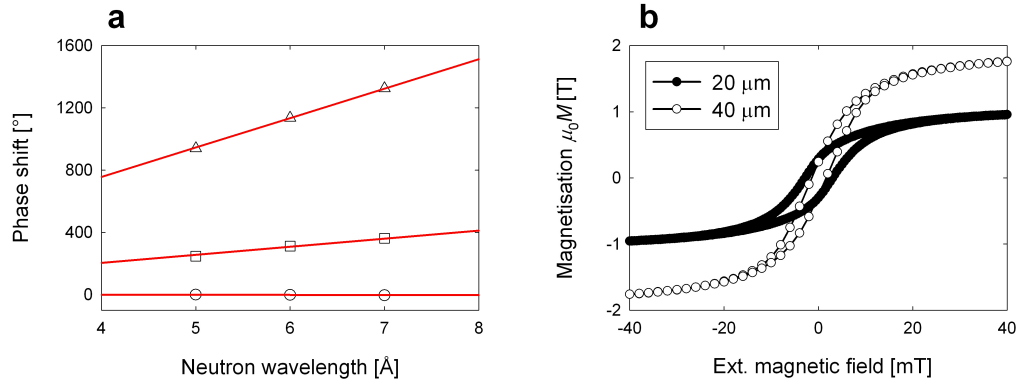 a
Phase shift [°]
1600
1200
800
400
0
4 5 6 7 8
Neutron wavelength [Å]
b
Magnetisation μ0M [T]
2
1
0
-1
-2
20 μm
40 μm
-40 -20 0 20 40
Ext. magnetic field [mT]